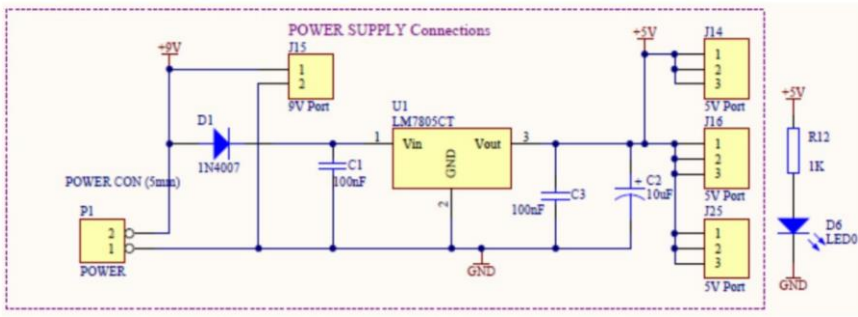 POWER SUPPLY Connections
+9V
J15
1
2
9V Port
+5V
J14
1
2
3
5V Port
D1
1N4007
U1
LM7805CT
1
Vin
Vout
3
GND
2
C1
100nF
C3
100nF
C2
+
10uF
J16
1
2
3
5V Port
J25
1
2
3
5V Port
POWER CON (5mm)
P1
2
1
POWER
GND
+5V
R12
1K
D6
LED0
GND